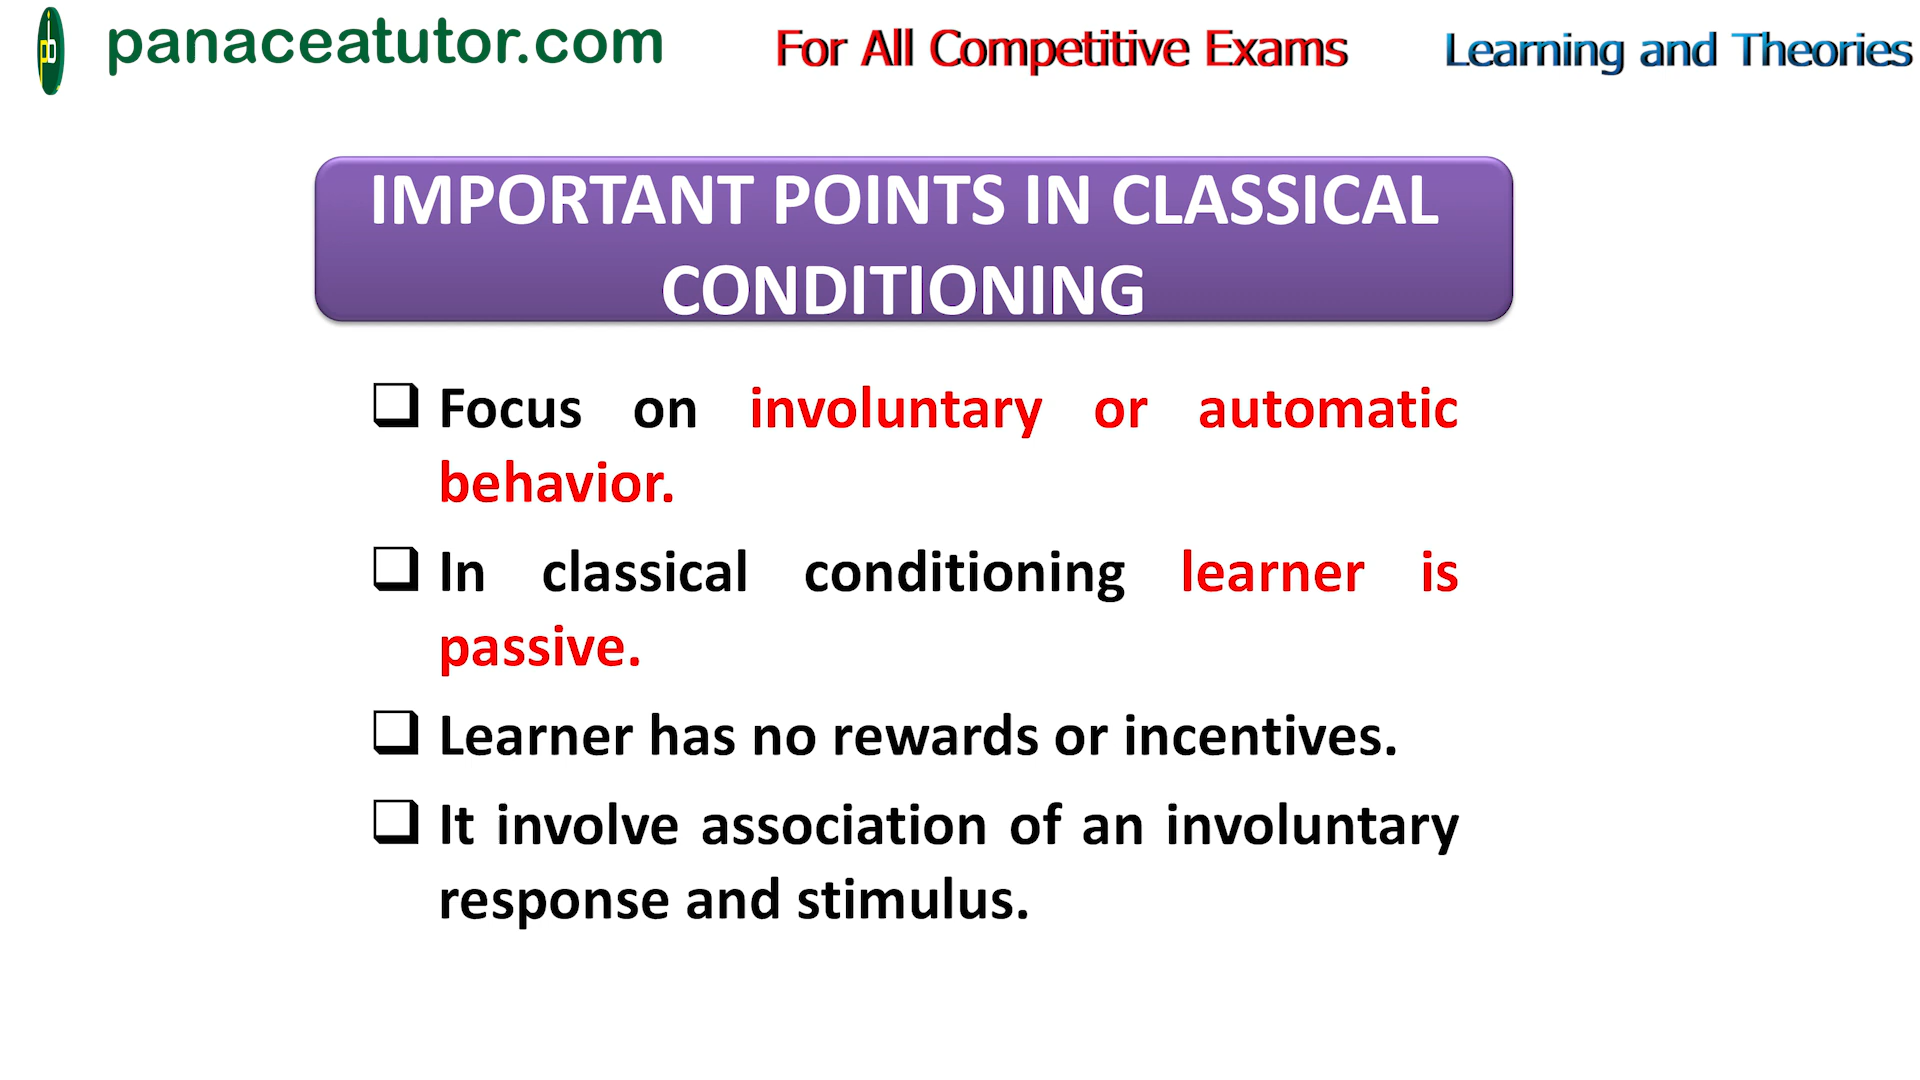 panaceatutor.com For All Competitive Exams Learning and Theories
IMPORTANT POINTS IN CLASSICAL
CONDITIONING
Focus on involuntary or automatic
behavior.
In classical conditioning learner is
passive.
Learner has no rewards or incentives.
It involve association of an involuntary
response and stimulus.